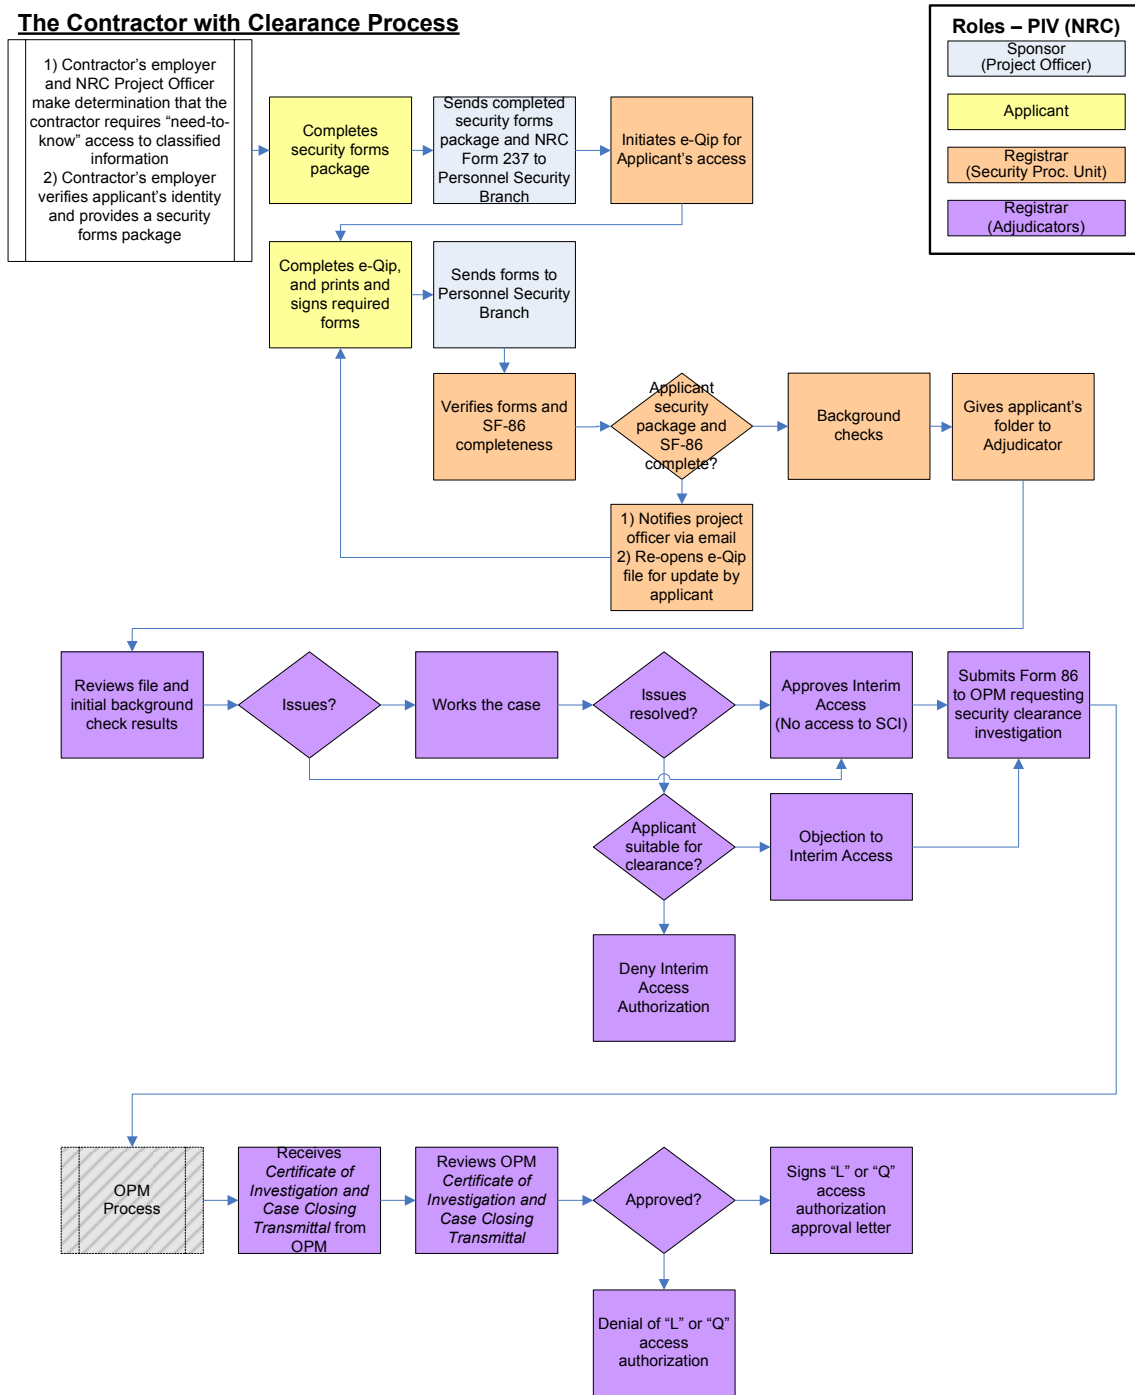 The Contractor with Clearance Process
Roles – PIV (NRC)
Sponsor
(Project Officer)
Applicant
Registrar
(Security Proc. Unit)
Registrar
(Adjudicators)
1) Contractor’s employer
and NRC Project Officer
make determination that the
contractor requires “need-to-
know” access to classified
information
2) Contractor’s employer
verifies applicant’s identity
and provides a security
forms package
Completes
security forms
package
Sends completed
security forms
package and NRC
Form 237 to
Personnel Security
Branch
Initiates e-Qip for
Applicant’s access
Completes e-Qip,
and prints and
signs required
forms
Sends forms to
Personnel Security
Branch
Verifies forms and
SF-86
completeness
Applicant
security
package and
SF-86
complete?
Background
checks
Gives applicant’s
folder to
Adjudicator
1) Notifies project
officer via email
2) Re-opens e-Qip
file for update by
applicant
Reviews file and
initial background
check results
Issues?
Works the case
Issues
resolved?
Approves Interim
Access
(No access to SCI)
Submits Form 86
to OPM requesting
security clearance
investigation
Applicant
suitable for
clearance?
Objection to
Interim Access
Deny Interim
Access
Authorization
OPM
Process
Receives
Certificate of
Investigation and
Case Closing
Transmittal from
OPM
Reviews OPM
Certificate of
Investigation and
Case Closing
Transmittal
Approved?
Signs “L” or “Q”
access
authorization
approval letter
Denial of “L” or “Q”
access
authorization